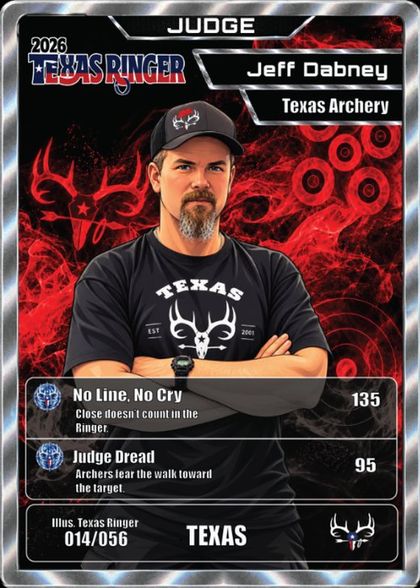 JUDGE
2026
TEXAS RINGER
Jeff Dabney
Texas Archery
TEXAS
EST 2001
No Line, No Cry 135
Close doesn't count in the
Ringer.
Judge Dread 95
Archers fear the walk toward
the target.
Illus. Texas Ringer
014/056
TEXAS